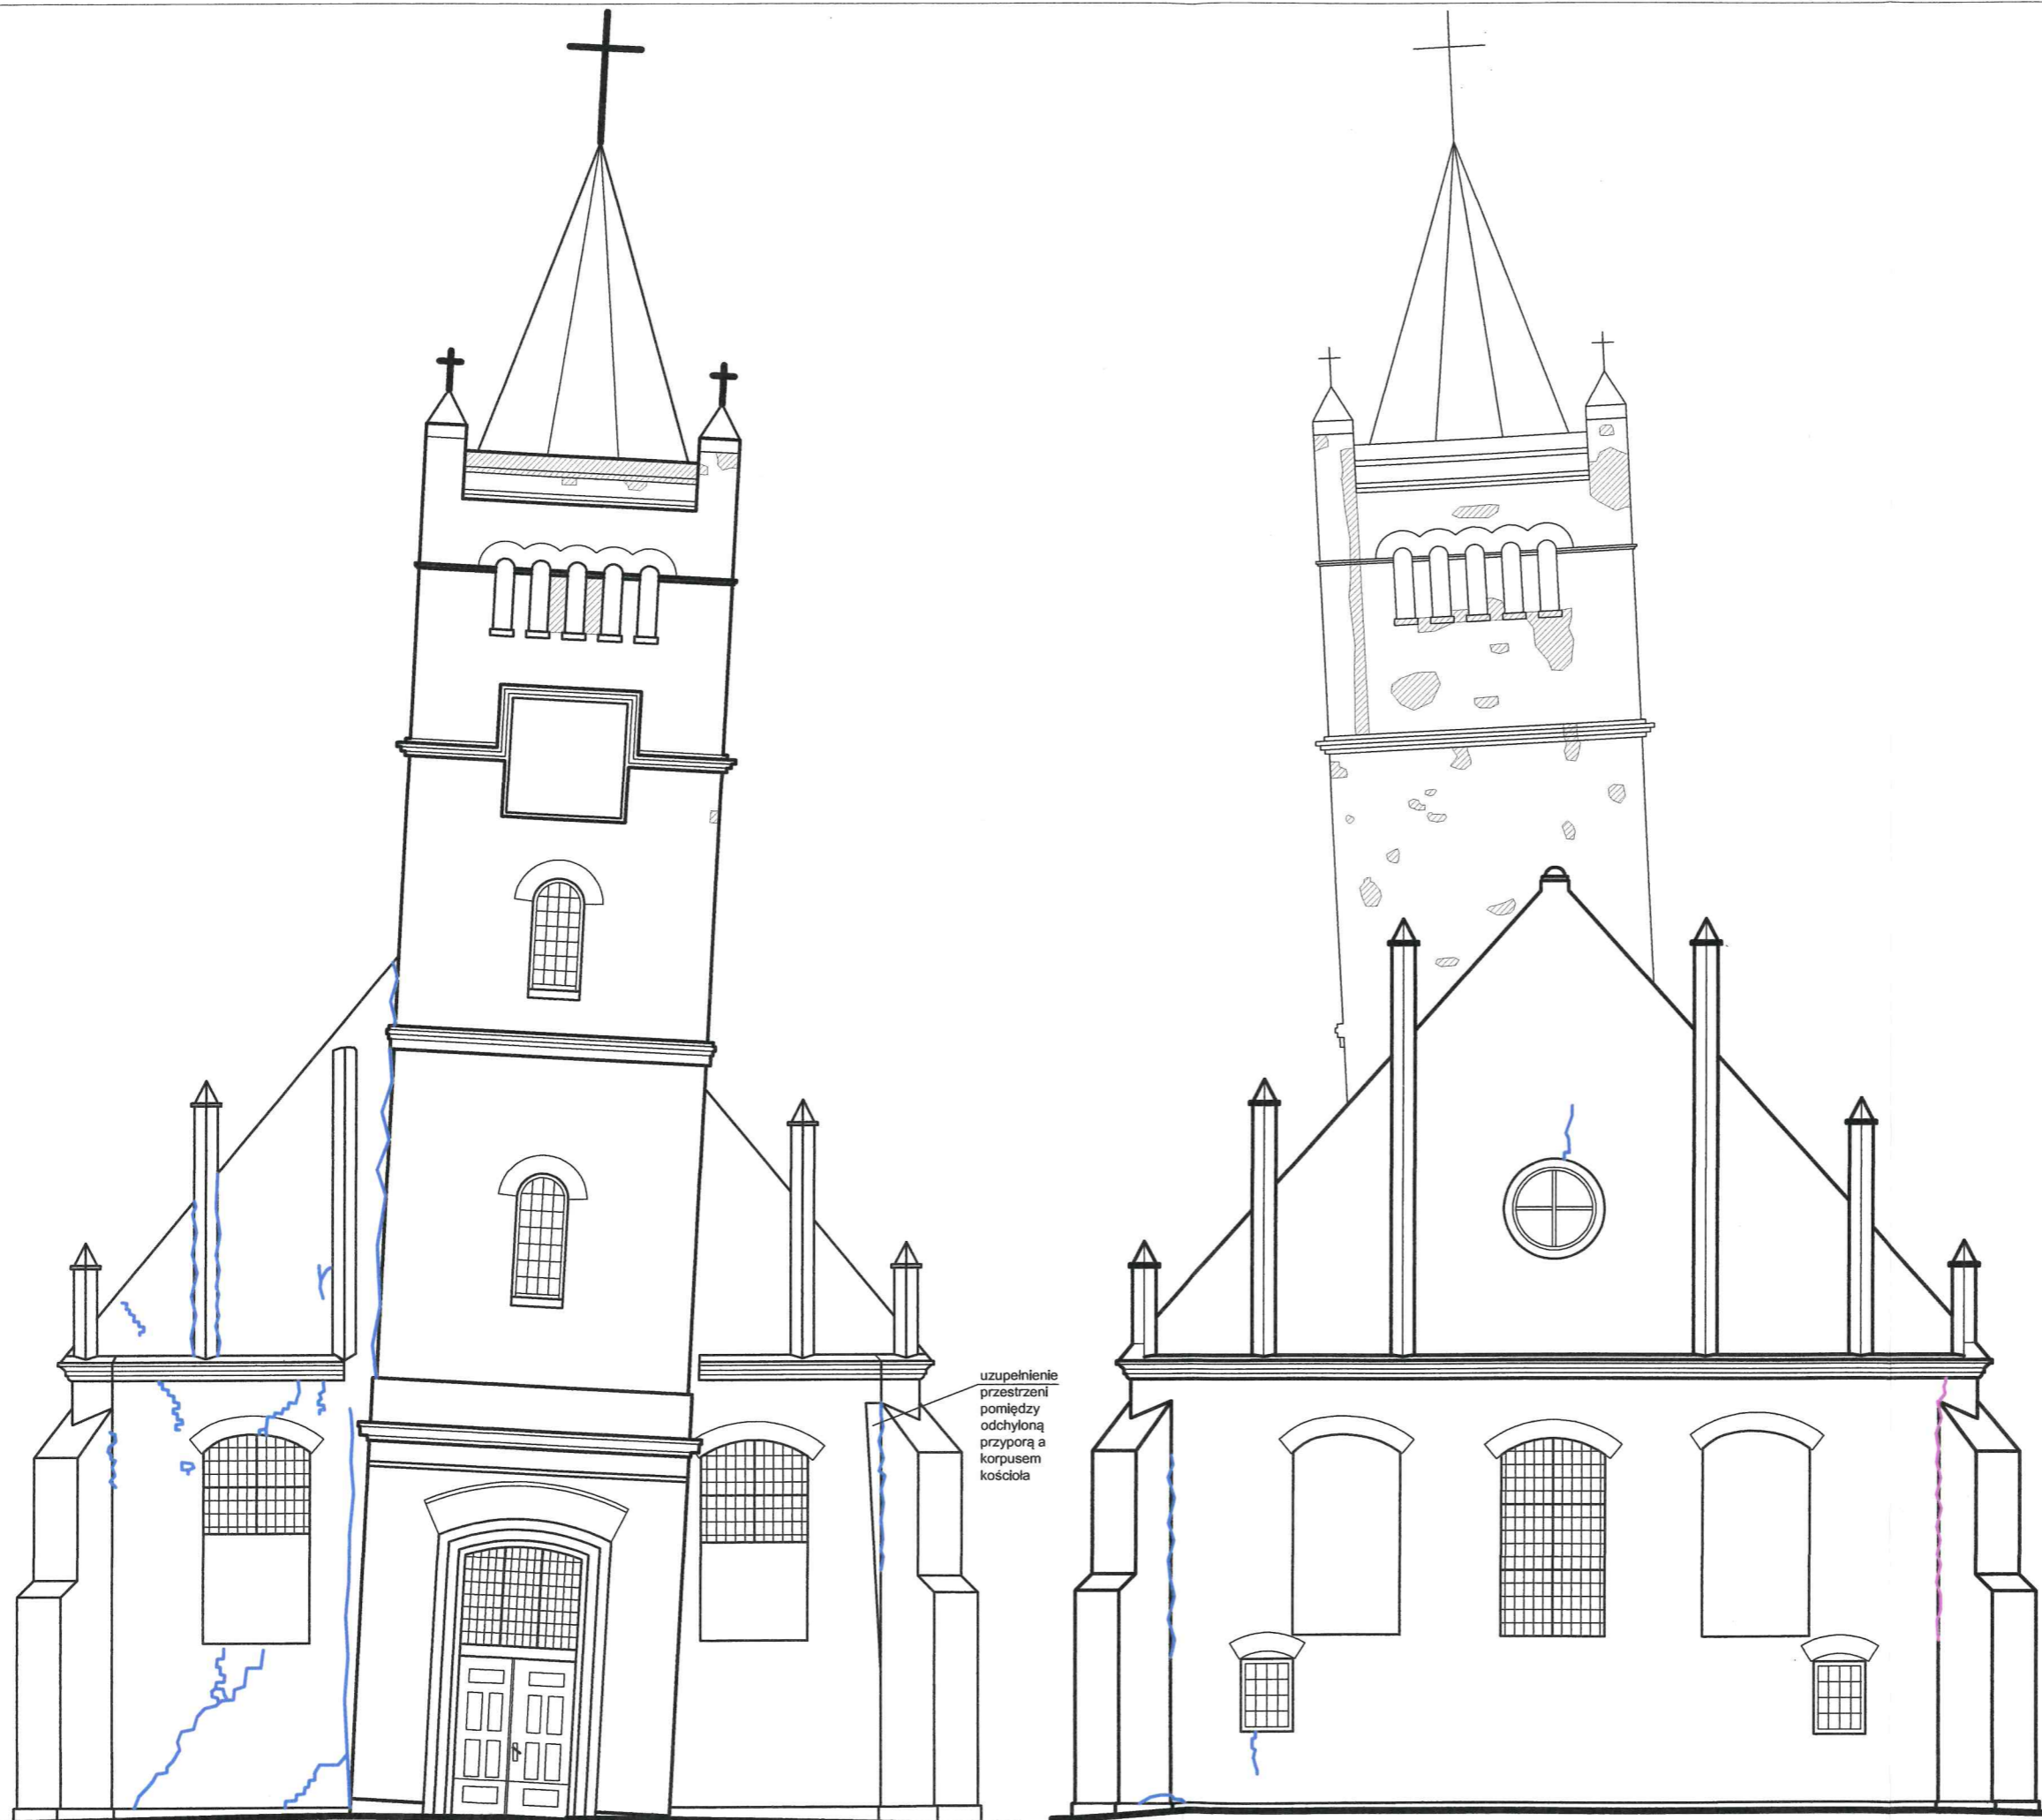 uzupełnienie
przestrzeni
pomiędzy
odchyloną
przyporą a
korpusem
kościoła